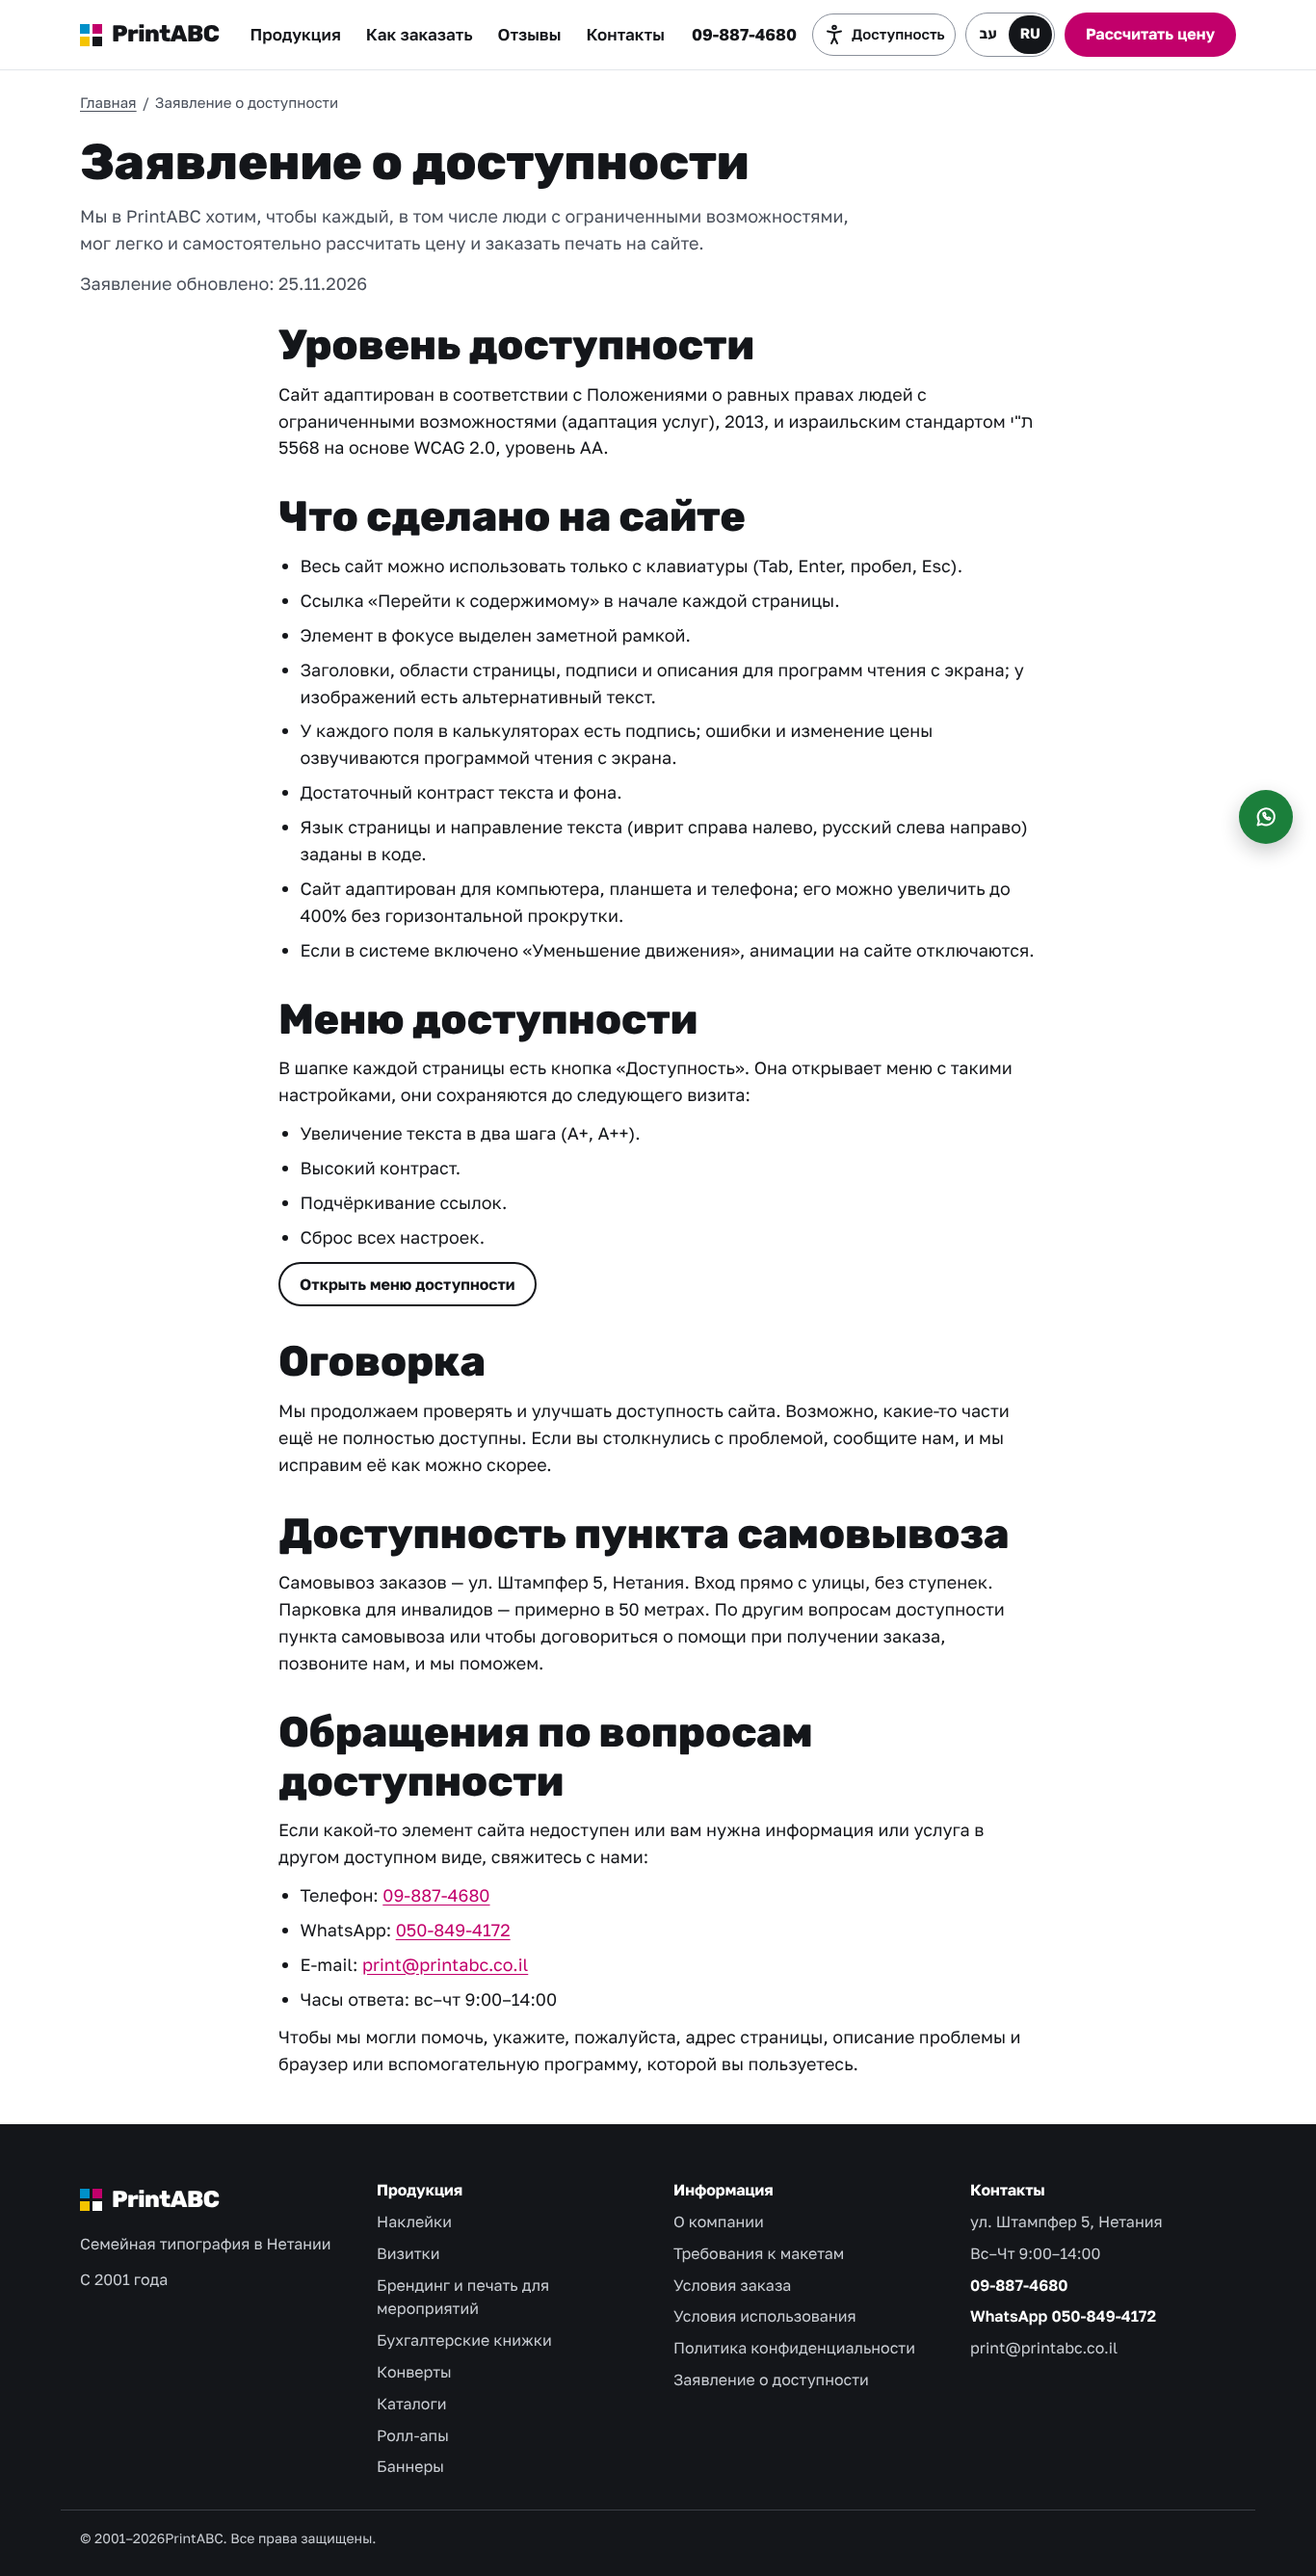 PrintABC
Продукция
Как заказать
Отзывы
Контакты
09-887-4680
Доступность
עב
RU
Рассчитать цену
Главная / Заявление о доступности
Заявление о доступности
Мы в PrintABC хотим, чтобы каждый, в том числе люди с ограниченными возможностями,
мог легко и самостоятельно рассчитать цену и заказать печать на сайте.
Заявление обновлено: 25.11.2026
Уровень доступности
Сайт адаптирован в соответствии с Положениями о равных правах людей с
ограниченными возможностями (адаптация услуг), 2013, и израильским стандартом ת"י
5568 на основе WCAG 2.0, уровень AA.
Что сделано на сайте
• Весь сайт можно использовать только с клавиатуры (Tab, Enter, пробел, Esc).
• Ссылка «Перейти к содержимому» в начале каждой страницы.
• Элемент в фокусе выделен заметной рамкой.
• Заголовки, области страницы, подписи и описания для программ чтения с экрана; у
изображений есть альтернативный текст.
• У каждого поля в калькуляторах есть подпись; ошибки и изменение цены
озвучиваются программой чтения с экрана.
• Достаточный контраст текста и фона.
• Язык страницы и направление текста (иврит справа налево, русский слева направо)
заданы в коде.
• Сайт адаптирован для компьютера, планшета и телефона; его можно увеличить до
400% без горизонтальной прокрутки.
• Если в системе включено «Уменьшение движения», анимации на сайте отключаются.
Меню доступности
В шапке каждой страницы есть кнопка «Доступность». Она открывает меню с такими
настройками, они сохраняются до следующего визита:
• Увеличение текста в два шага (A+, A++).
• Высокий контраст.
• Подчёркивание ссылок.
• Сброс всех настроек.
Открыть меню доступности
Оговорка
Мы продолжаем проверять и улучшать доступность сайта. Возможно, какие-то части
ещё не полностью доступны. Если вы столкнулись с проблемой, сообщите нам, и мы
исправим её как можно скорее.
Доступность пункта самовывоза
Самовывоз заказов — ул. Штампфер 5, Нетания. Вход прямо с улицы, без ступенек.
Парковка для инвалидов — примерно в 50 метрах. По другим вопросам доступности
пункта самовывоза или чтобы договориться о помощи при получении заказа,
позвоните нам, и мы поможем.
Обращения по вопросам
доступности
Если какой-то элемент сайта недоступен или вам нужна информация или услуга в
другом доступном виде, свяжитесь с нами:
• Телефон: 09-887-4680
• WhatsApp: 050-849-4172
• E-mail: print@printabc.co.il
• Часы ответа: вс–чт 9:00–14:00
Чтобы мы могли помочь, укажите, пожалуйста, адрес страницы, описание проблемы и
браузер или вспомогательную программу, которой вы пользуетесь.
PrintABC
Семейная типография в Нетании
С 2001 года
Продукция
Наклейки
Визитки
Брендинг и печать для
мероприятий
Бухгалтерские книжки
Конверты
Каталоги
Ролл-апы
Баннеры
Информация
О компании
Требования к макетам
Условия заказа
Условия использования
Политика конфиденциальности
Заявление о доступности
Контакты
ул. Штампфер 5, Нетания
Вс–Чт 9:00–14:00
09-887-4680
WhatsApp 050-849-4172
print@printabc.co.il
© 2001–2026PrintABC. Все права защищены.